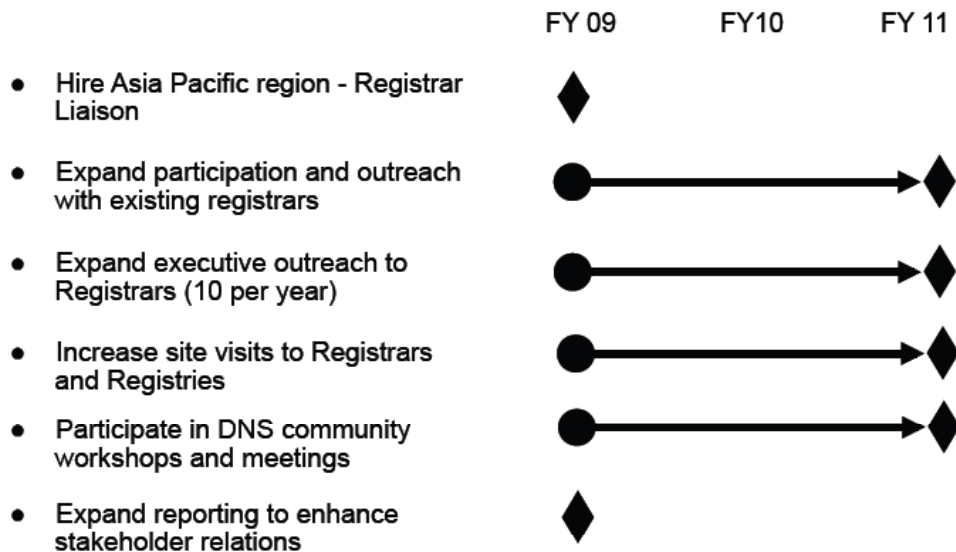 FY 09 FY10 FY 11
• Hire Asia Pacific region - Registrar
Liaison
• Expand participation and outreach
with existing registrars
• Expand executive outreach to
Registrars (10 per year)
• Increase site visits to Registrars
and Registries
• Participate in DNS community
workshops and meetings
• Expand reporting to enhance
stakeholder relations